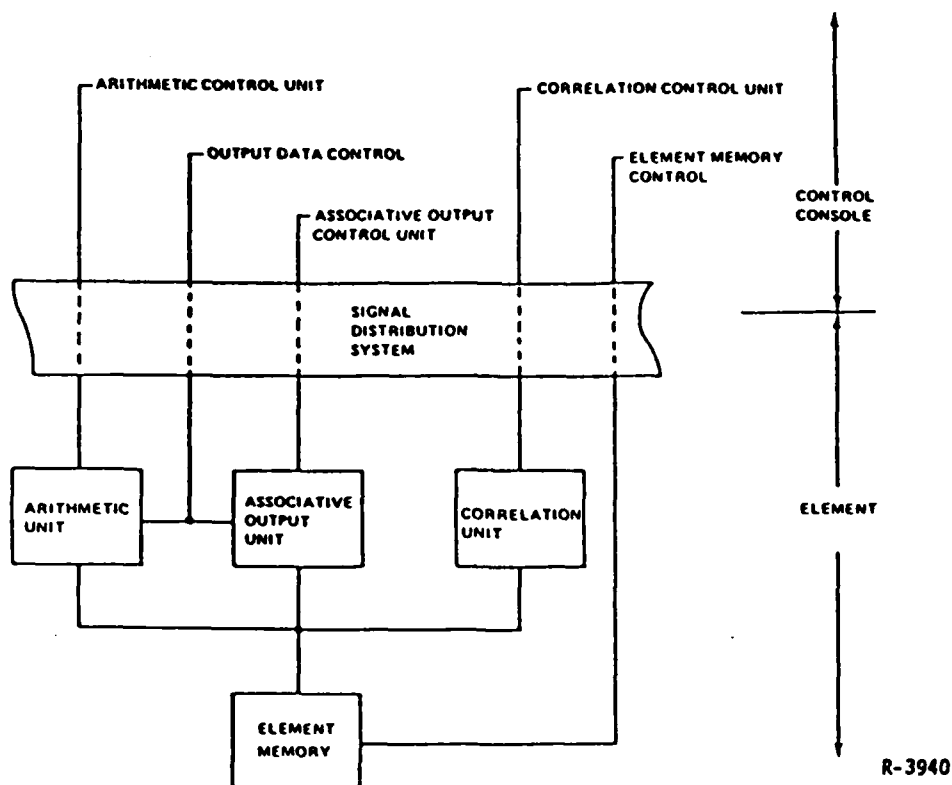 ARITHMETIC CONTROL UNIT
CORRELATION CONTROL UNIT
OUTPUT DATA CONTROL
ELEMENT MEMORY
CONTROL
ASSOCIATIVE OUTPUT
CONTROL UNIT
CONTROL
CONSOLE
SIGNAL
DISTRIBUTION
SYSTEM
ARITHMETIC
UNIT
ASSOCIATIVE
OUTPUT
UNIT
CORRELATION
UNIT
ELEMENT
ELEMENT
MEMORY
R-3940